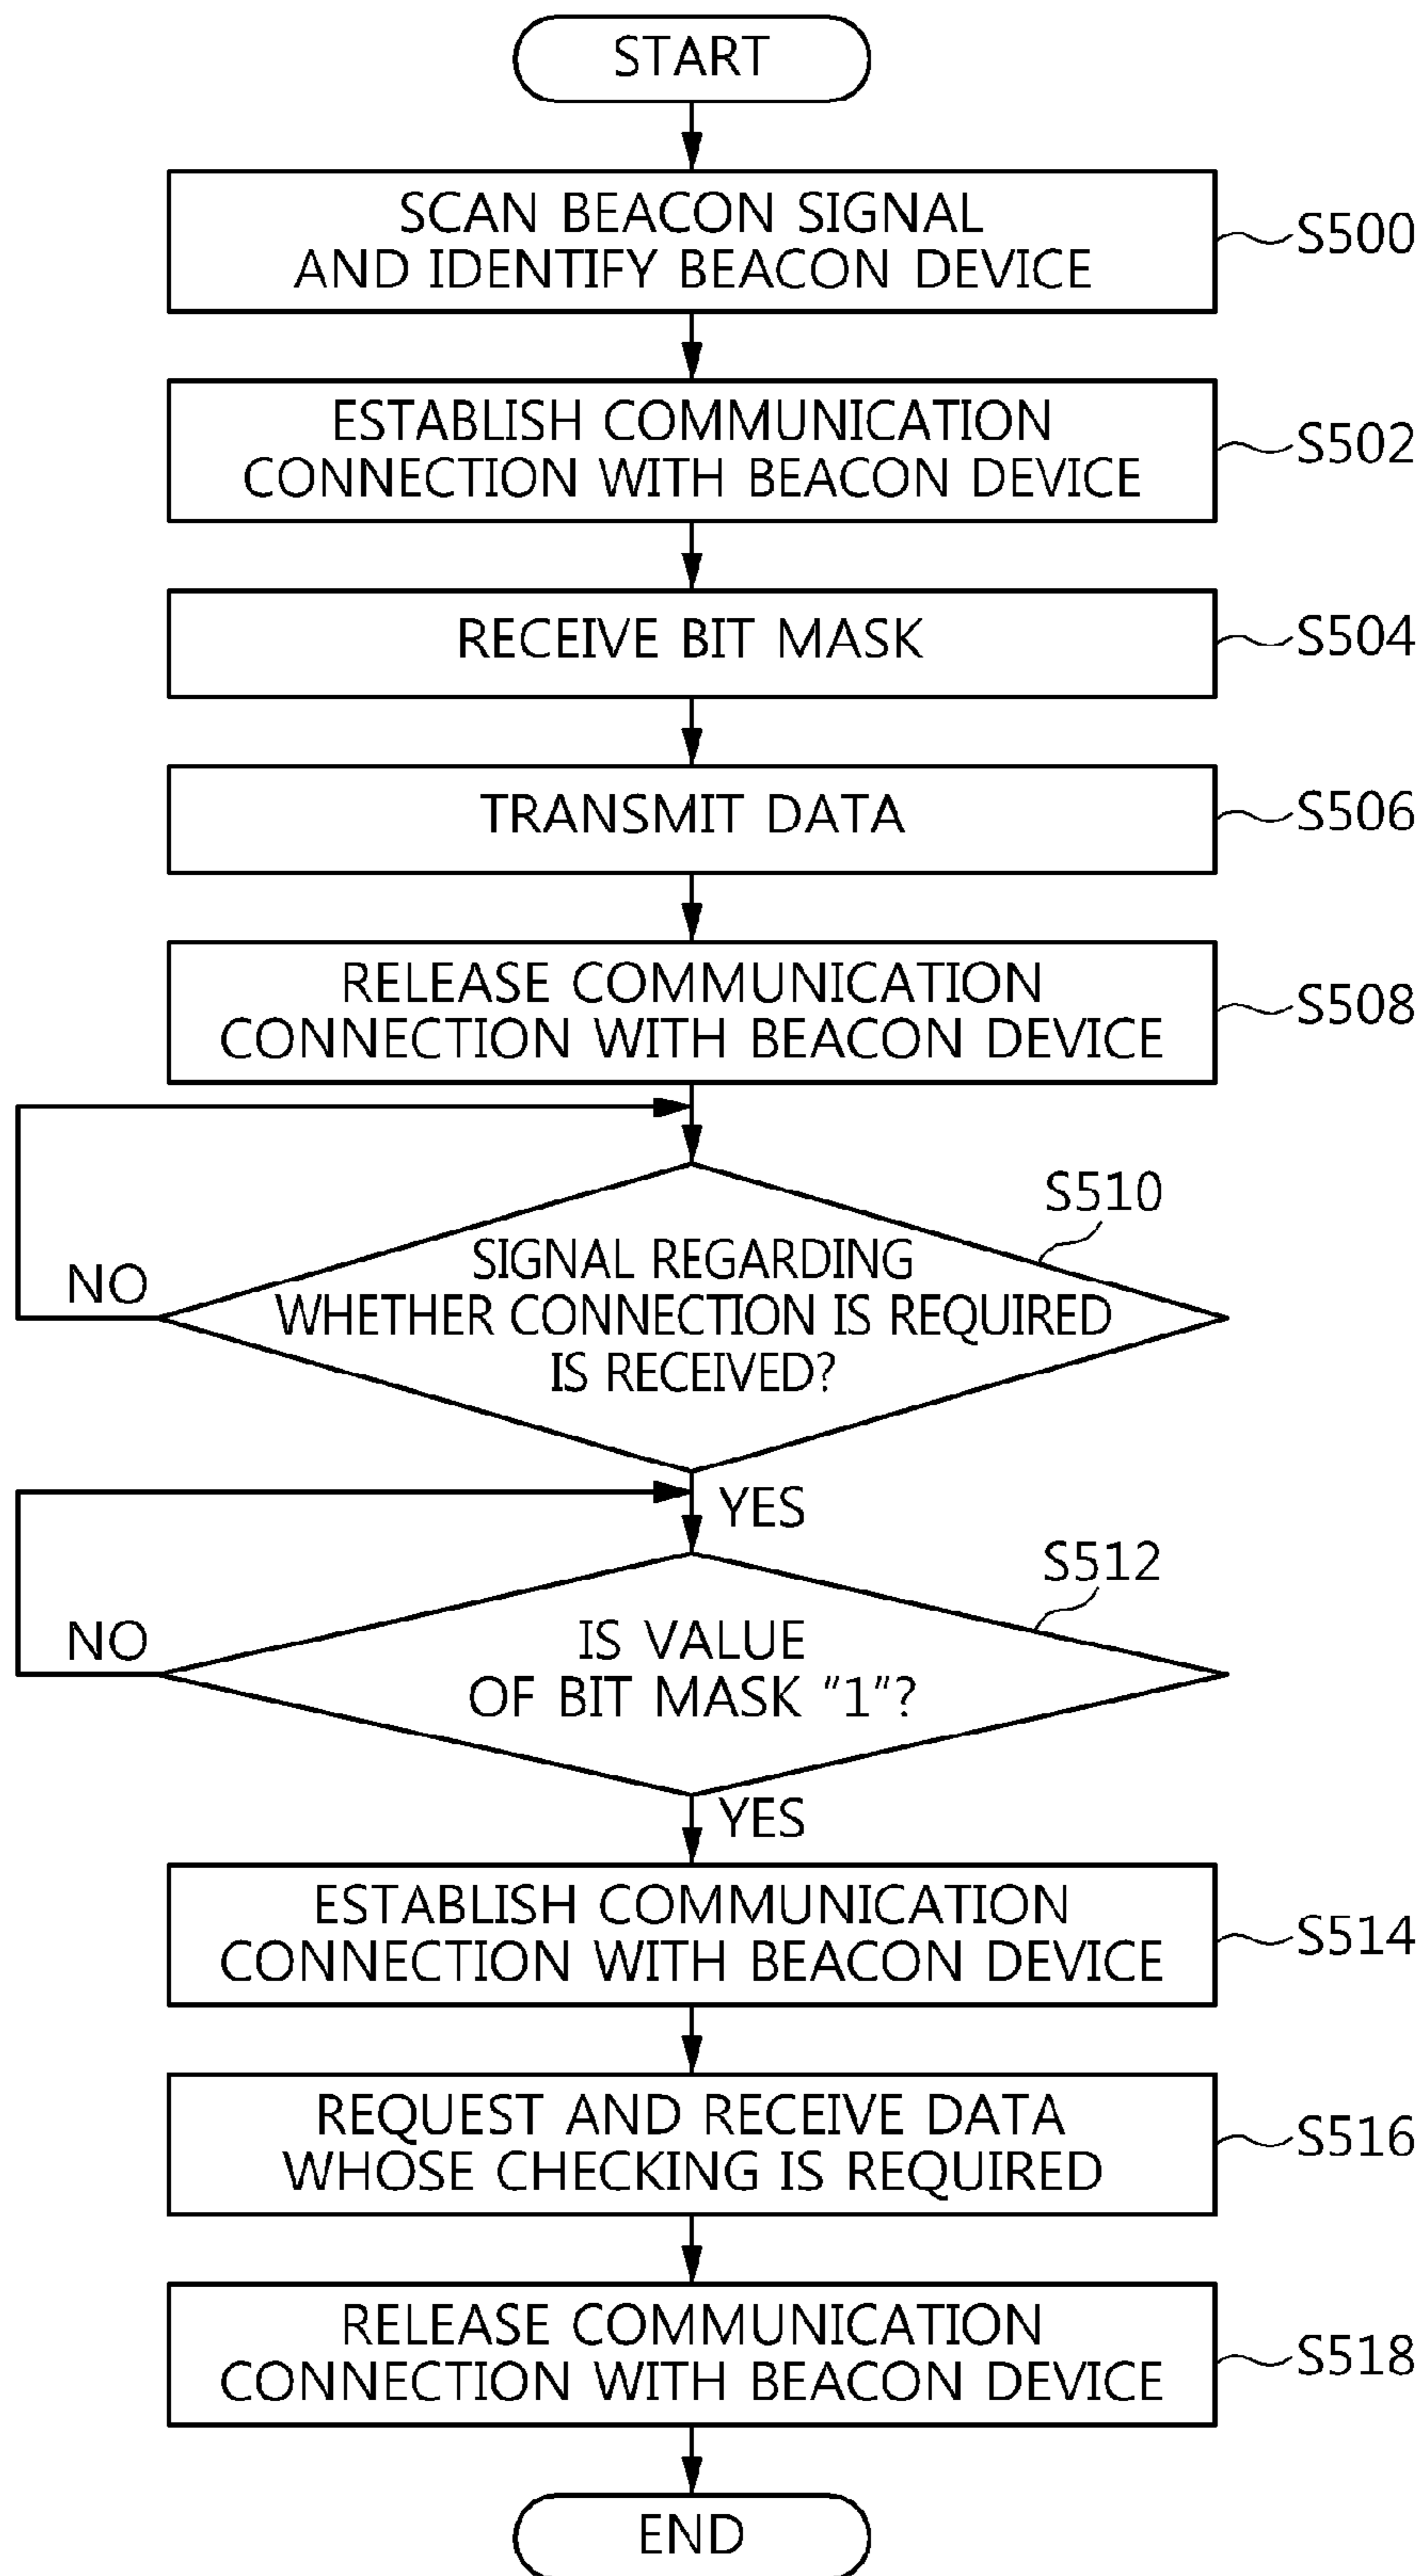 START
SCAN BEACON SIGNAL
AND IDENTIFY BEACON DEVICE
S500
ESTABLISH COMMUNICATION
CONNECTION WITH BEACON DEVICE
S502
RECEIVE BIT MASK
S504
TRANSMIT DATA
S506
RELEASE COMMUNICATION
CONNECTION WITH BEACON DEVICE
S508
S510
SIGNAL REGARDING
WHETHER CONNECTION IS REQUIRED
IS RECEIVED?
NO
YES
S512
IS VALUE
OF BIT MASK "1"?
NO
YES
ESTABLISH COMMUNICATION
CONNECTION WITH BEACON DEVICE
S514
REQUEST AND RECEIVE DATA
WHOSE CHECKING IS REQUIRED
S516
RELEASE COMMUNICATION
CONNECTION WITH BEACON DEVICE
S518
END